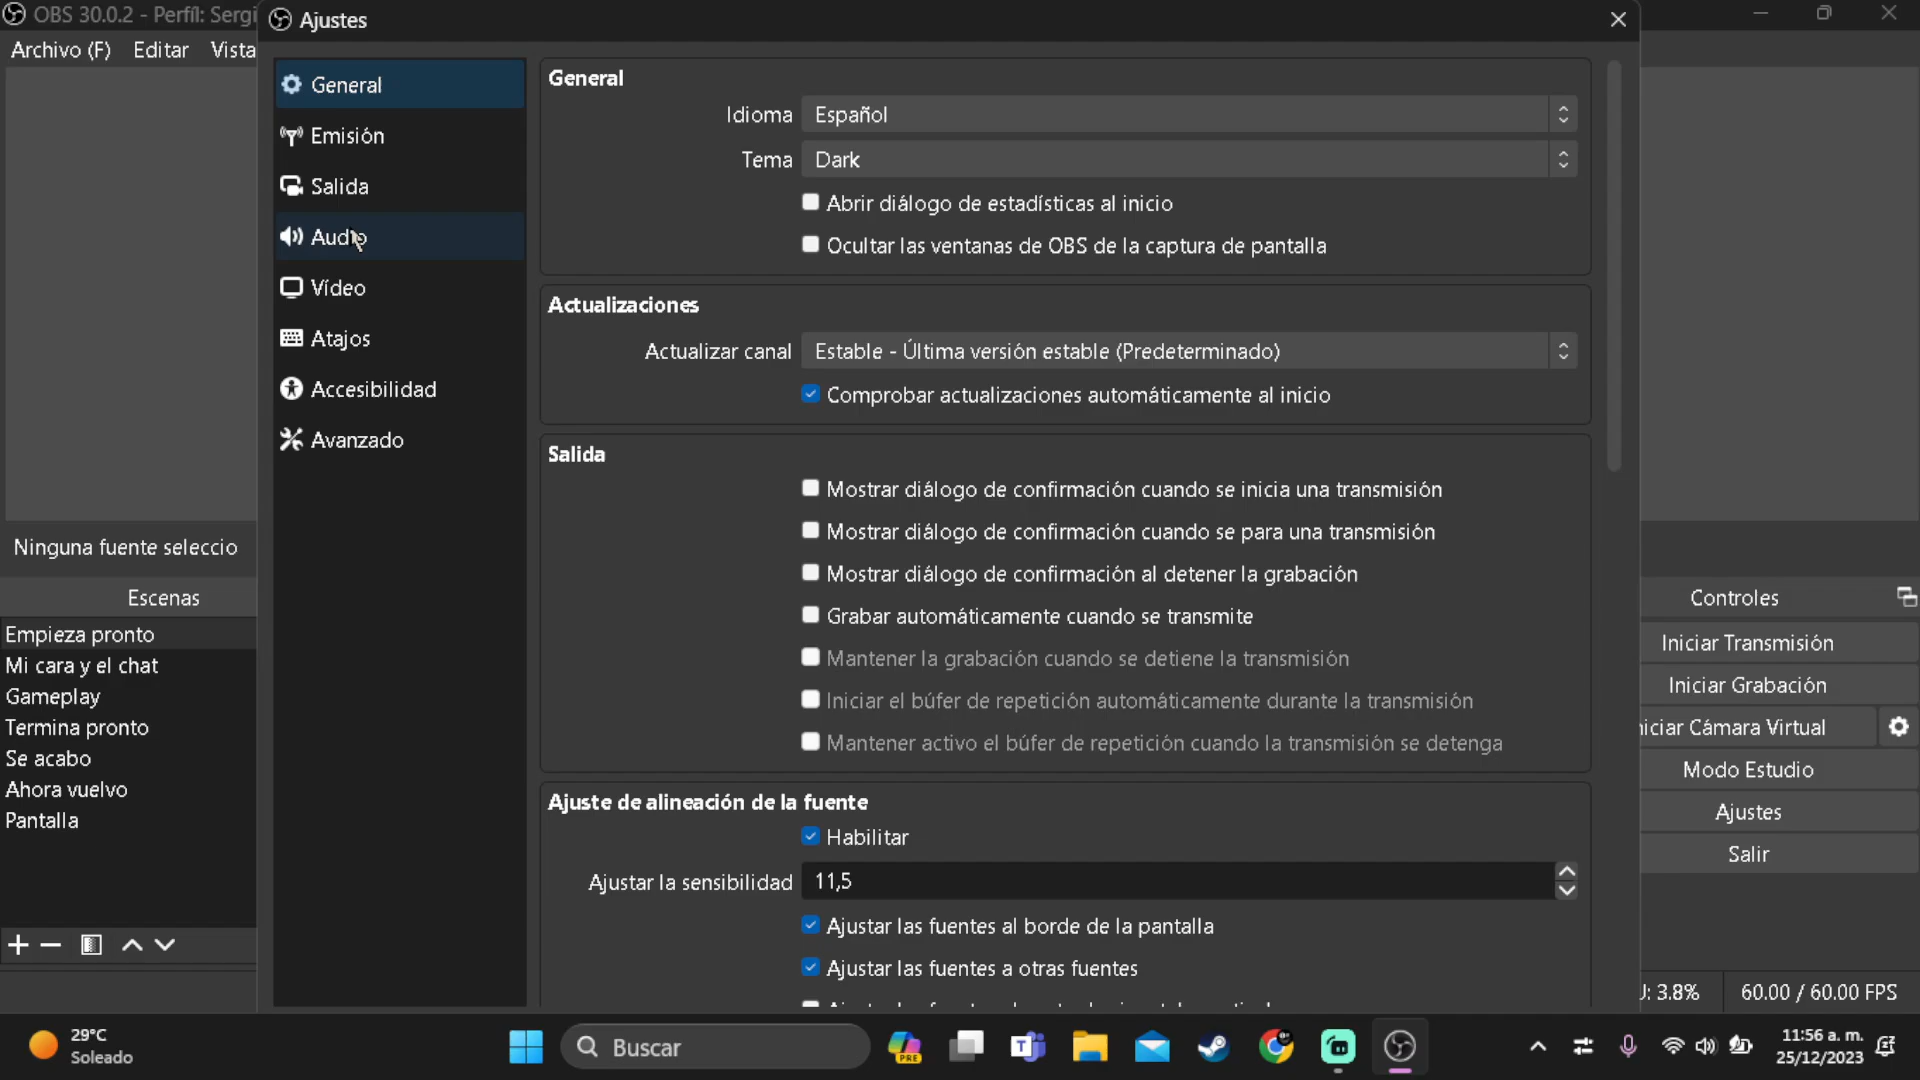 OBS 30.0.2 - Perfil: Sergi
Ajustes
Archivo (F) Editar Vista
General
Emisión
Salida
Audio
Vídeo
Atajos
Accesibilidad
Avanzado
General
Idioma Español
Tema Dark
Abrir diálogo de estadísticas al inicio
Ocultar las ventanas de OBS de la captura de pantalla
Actualizaciones
Actualizar canal Estable - Última versión estable (Predeterminado)
Comprobar actualizaciones automáticamente al inicio
Salida
Mostrar diálogo de confirmación cuando se inicia una transmisión
Mostrar diálogo de confirmación cuando se para una transmisión
Mostrar diálogo de confirmación al detener la grabación
Grabar automáticamente cuando se transmite
Mantener la grabación cuando se detiene la transmisión
Iniciar el búfer de repetición automáticamente durante la transmisión
Mantener activo el búfer de repetición cuando la transmisión se detenga
Ajuste de alineación de la fuente
Habilitar
Ajustar la sensibilidad 11,5
Ajustar las fuentes al borde de la pantalla
Ajustar las fuentes a otras fuentes
Ninguna fuente seleccio
Escenas
Empieza pronto
Mi cara y el chat
Gameplay
Termina pronto
Se acabo
Ahora vuelvo
Pantalla
Controles
Iniciar Transmisión
Iniciar Grabación
iciar Cámara Virtual
Modo Estudio
Ajustes
Salir
: 3.8% 60.00 / 60.00 FPS
29°C
Soleado
Buscar
PRE
11:56 a. m.
25/12/2023